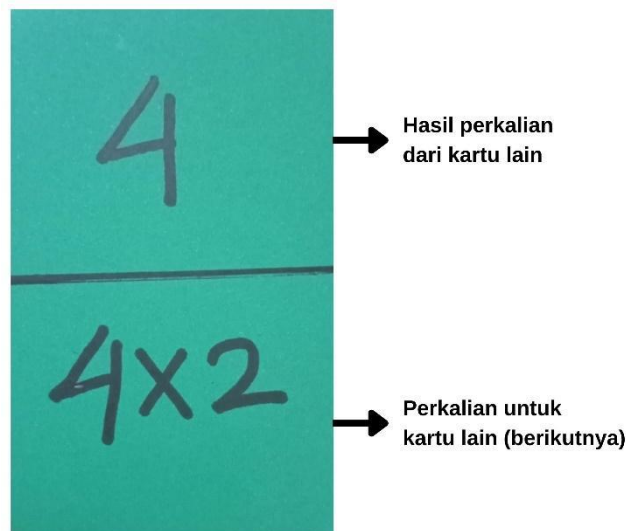 4
Hasil perkalian
dari kartu lain
4x2
Perkalian untuk
kartu lain (berikutnya)